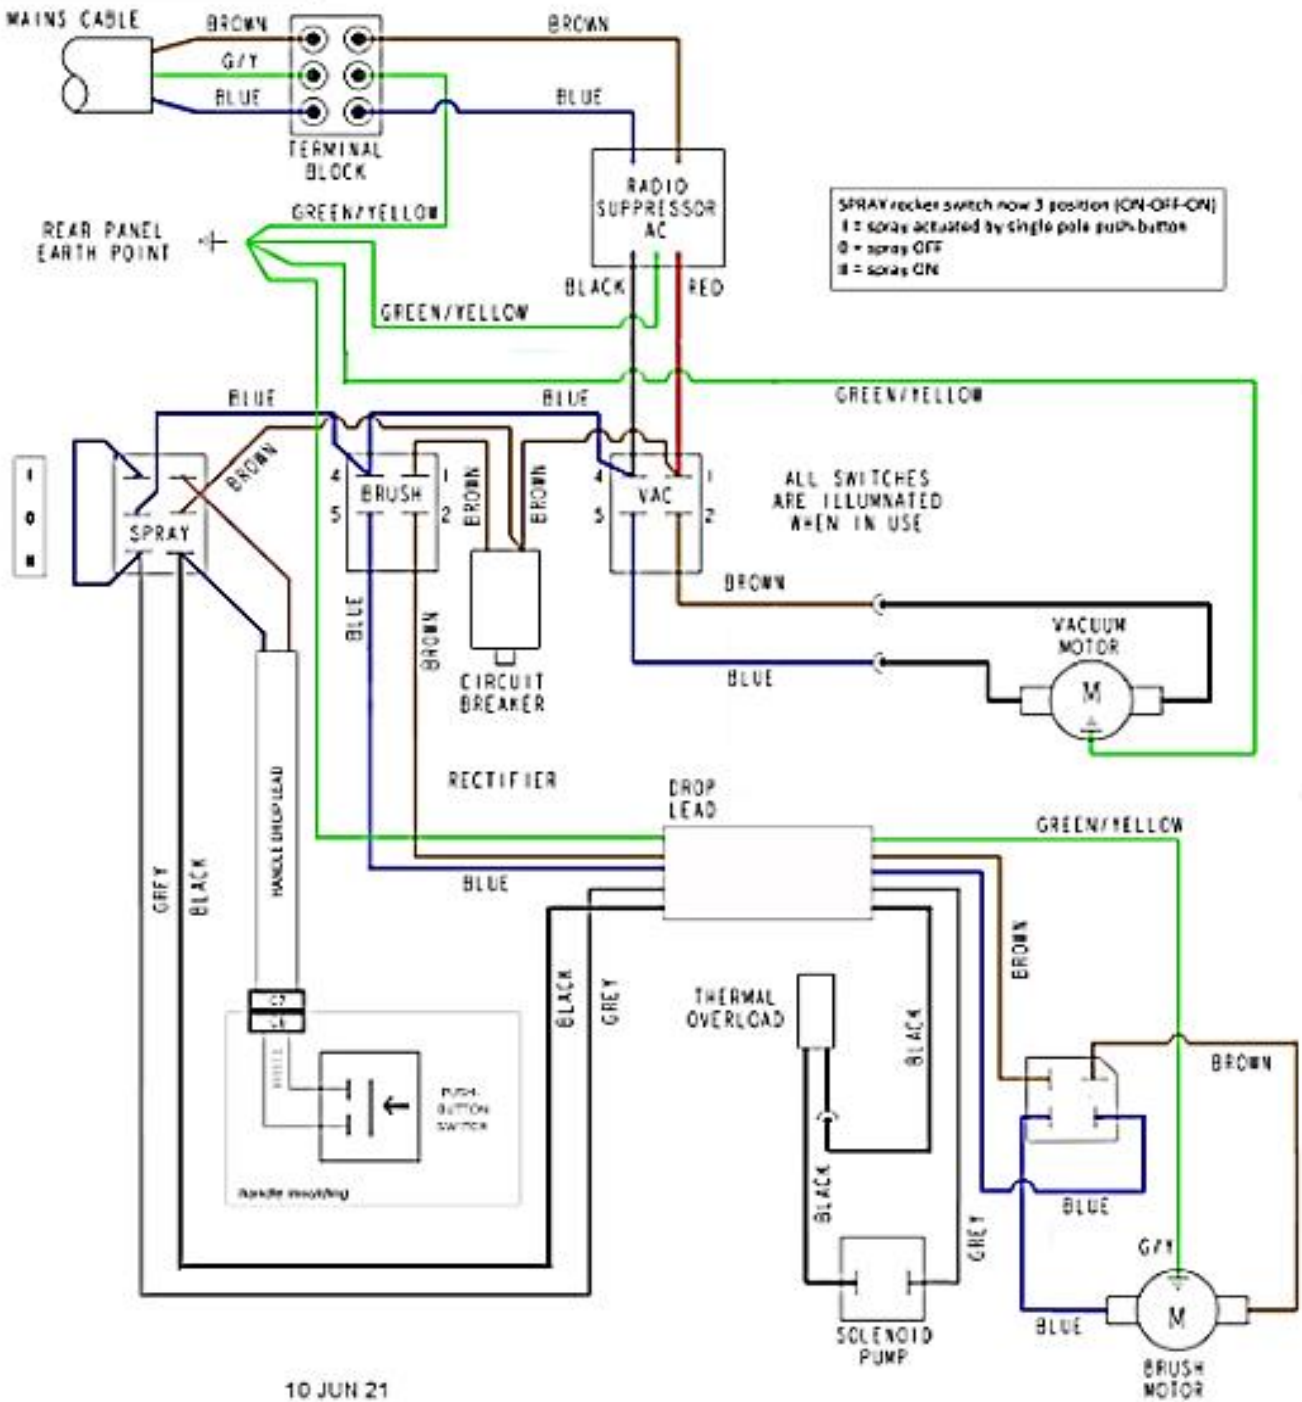 MAINS CABLE
BROWN
BROWN
G/Y
BLUE
BLUE
TERMINAL
BLOCK
RADIO
SUPPRESSOR
AC
GREEN/YELLOW
REAR PANEL
EARTH POINT
SPRAY rocker switch now 3 position (ON-OFF-ON)
I = spray actuated by single pole push-button
0 = spray OFF
II = spray ON
BLACK
RED
GREEN/YELLOW
GREEN/YELLOW
BLUE
BLUE
BROWN
BROWN
BROWN
I
O
II
SPRAY
4
1
BRUSH
5
2
4
1
VAC
5
2
ALL SWITCHES
ARE ILLUMNATED
WHEN IN USE
BROWN
BLUE
BROWN
VACUUM
MOTOR
M
BLUE
CIRCUIT
BREAKER
RECTIFIER
DROP
LEAD
HANDLE DROP LEAD
GREEN/YELLOW
BLUE
GREY
BLACK
BROWN
BLACK
GREY
THERMAL
OVERLOAD
BLACK
C7
C6
PUSH-
BUTTON
SWITCH
handle moulding
BROWN
BLACK
GREY
BLUE
G/Y
BLUE
M
SOLENOID
PUMP
BRUSH
MOTOR
10 JUN 21